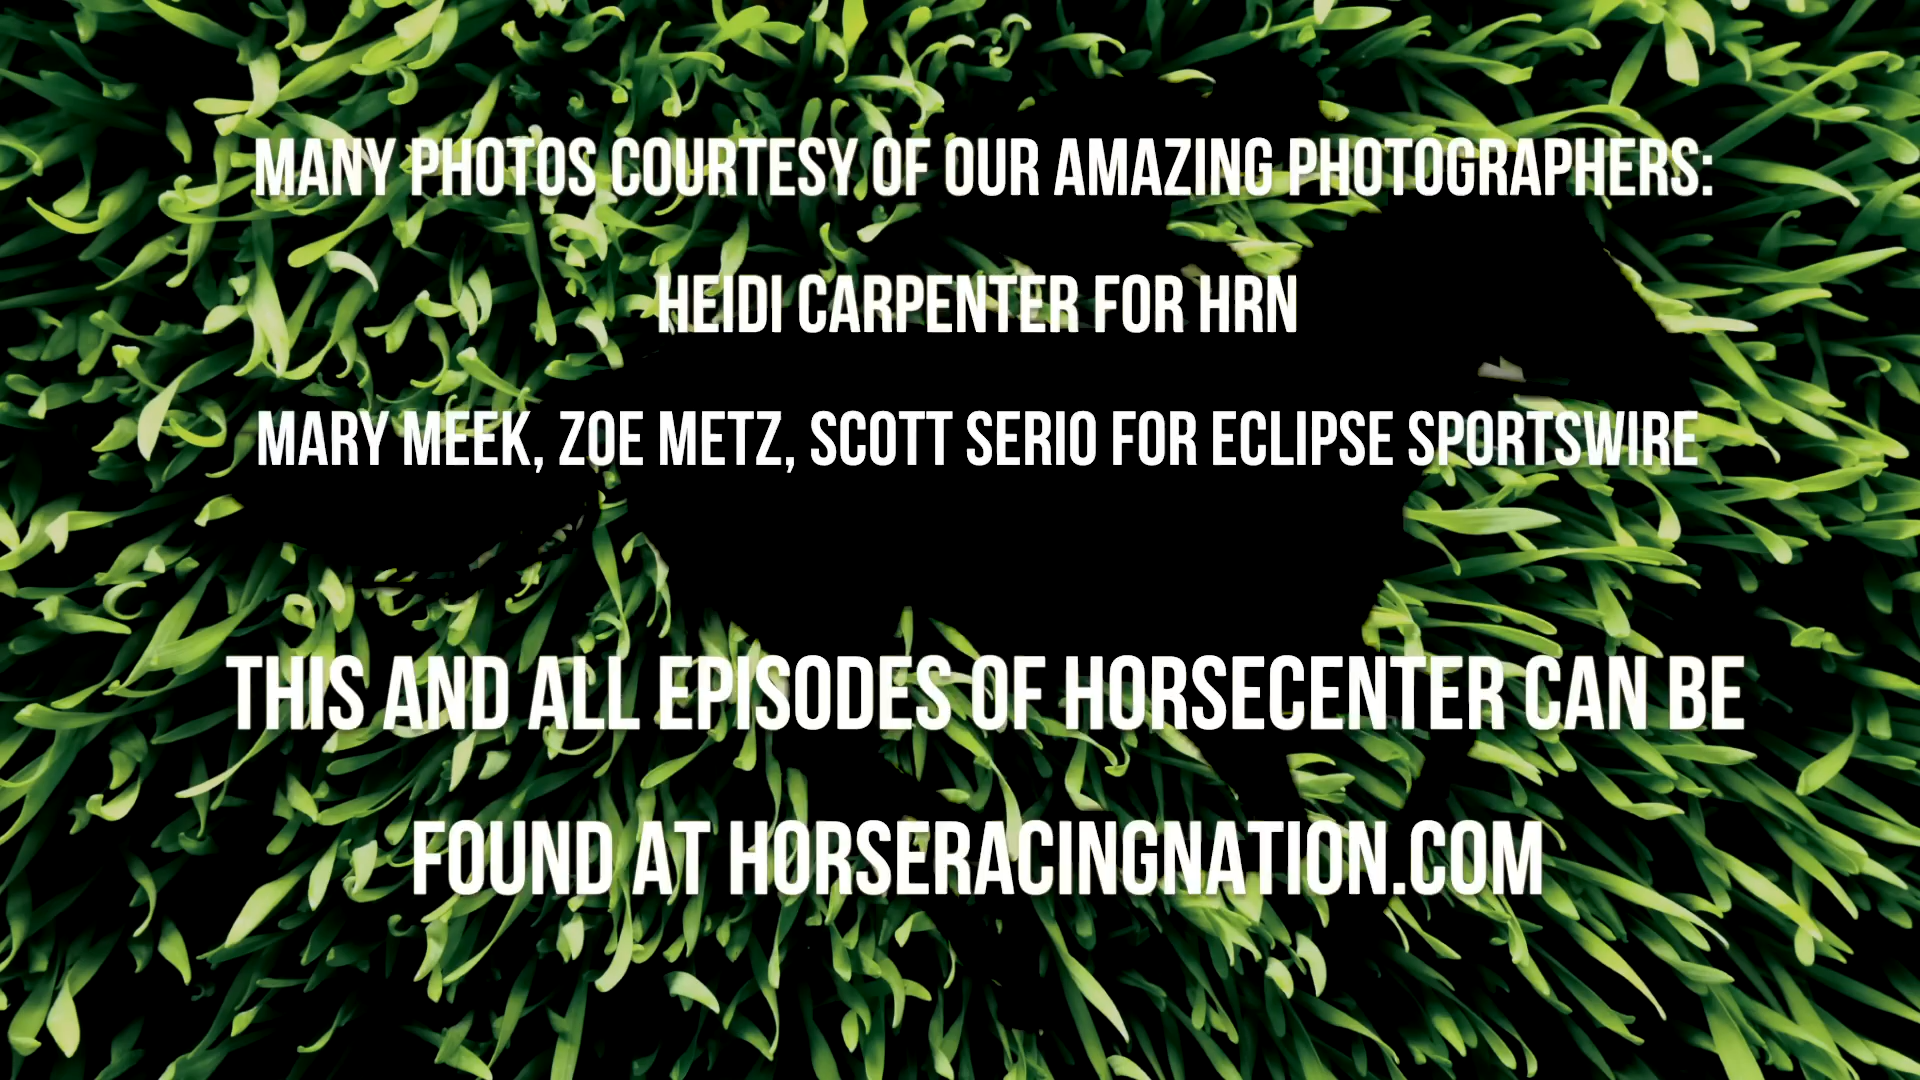 MANY PHOTOS COURTESY OF OUR AMAZING PHOTOGRAPHERS:
HEIDI CARPENTER FOR HRN
MARY MEEK, ZOE METZ, SCOTT SERIO FOR ECLIPSE SPORTSWIRE
THIS AND ALL EPISODES OF HORSECENTER CAN BE
FOUND AT HORSERACINGNATION.COM